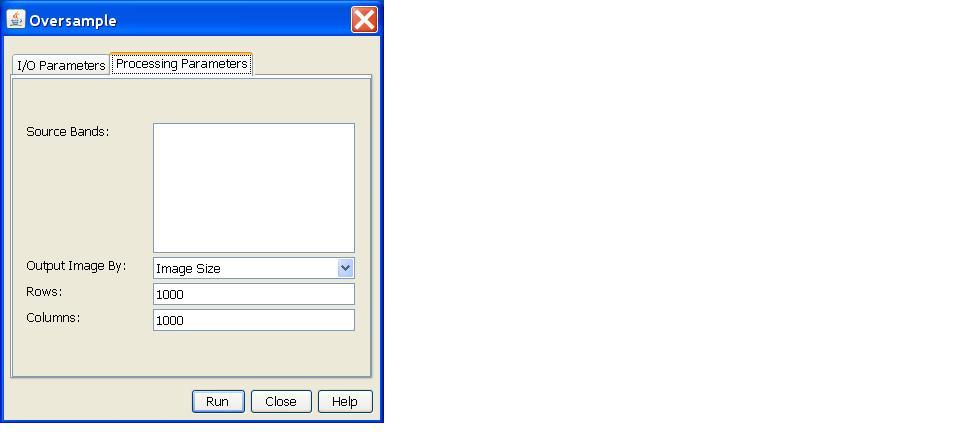 Oversample
I/O Parameters Processing Parameters
Source Bands:
Output Image By: Image Size
Rows: 1000
Columns: 1000
Run Close Help